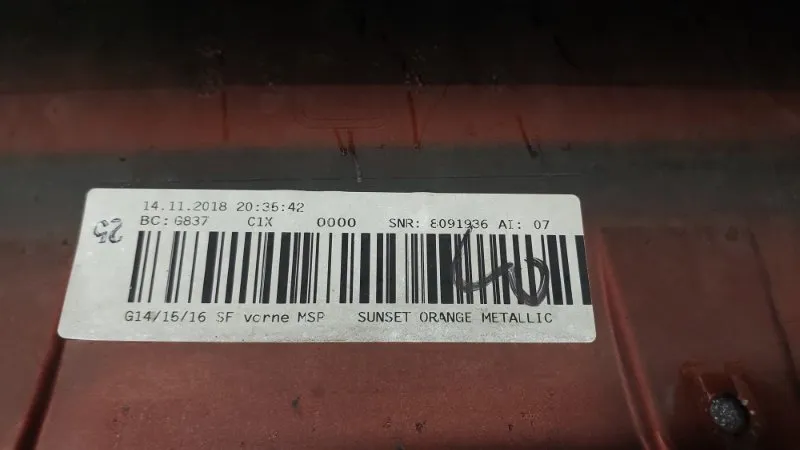 14.11.2018 20:35:42
BC: G837 C1X 0000 SNR: 8091936 AI: 07
25
G14/15/16 SF vorne MSP SUNSET ORANGE METALLIC